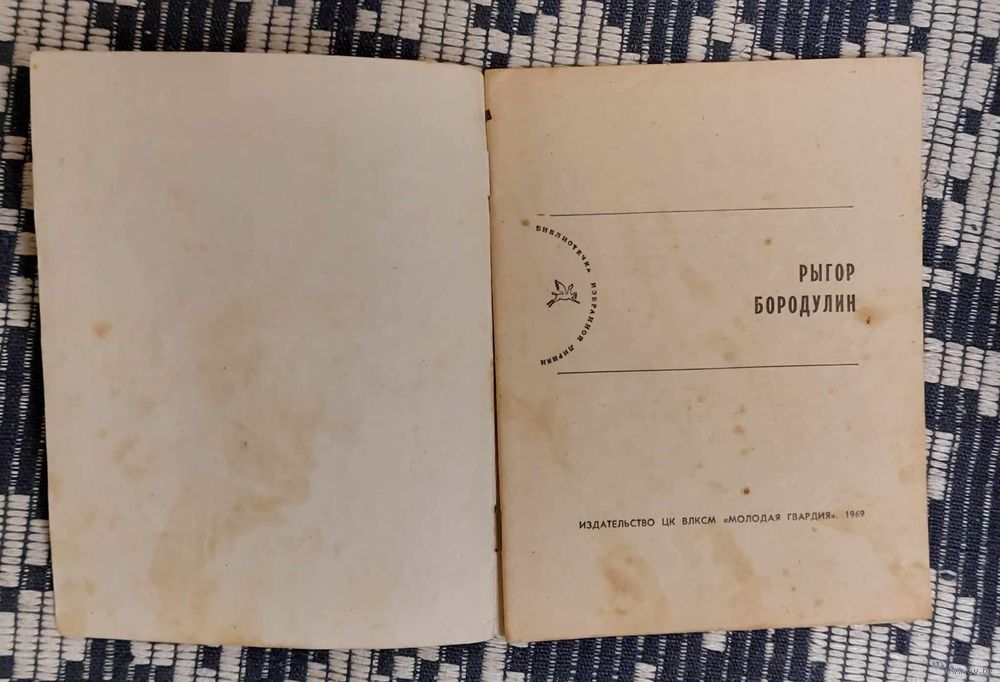 БИБЛИОТЕЧКА ИЗБРАННОЙ ЛИРИКИ
РЫГОР
БОРОДУЛИН
ИЗДАТЕЛЬСТВО ЦК ВЛКСМ «МОЛОДАЯ ГВАРДИЯ». 1969